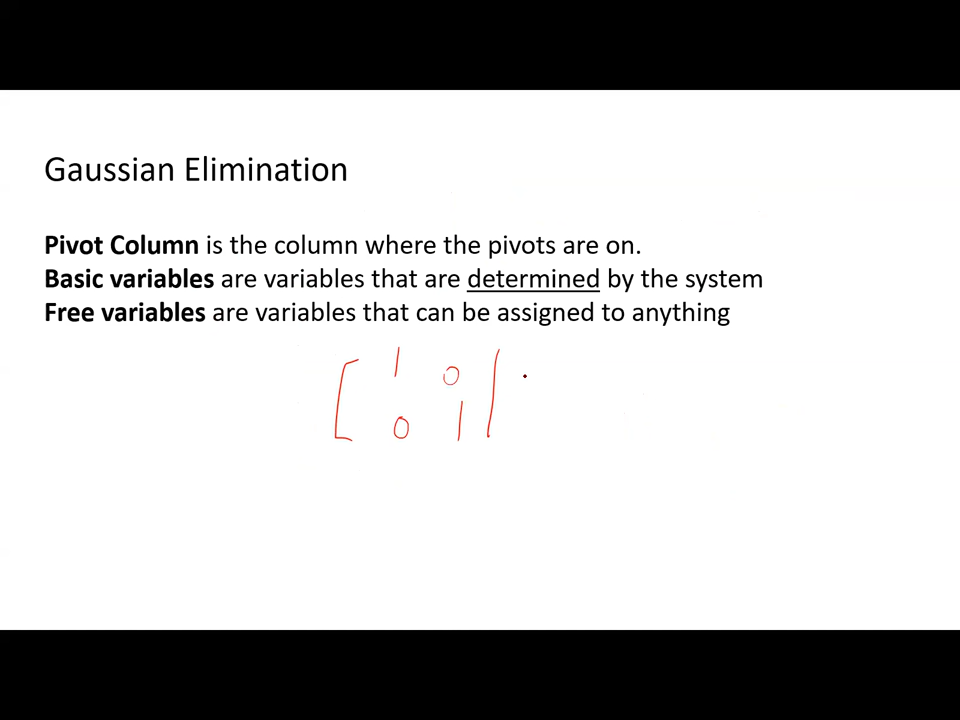 Gaussian Elimination
Pivot Column is the column where the pivots are on.
Basic variables are variables that are determined by the system
Free variables are variables that can be assigned to anything
[ 1 0 |
0 1